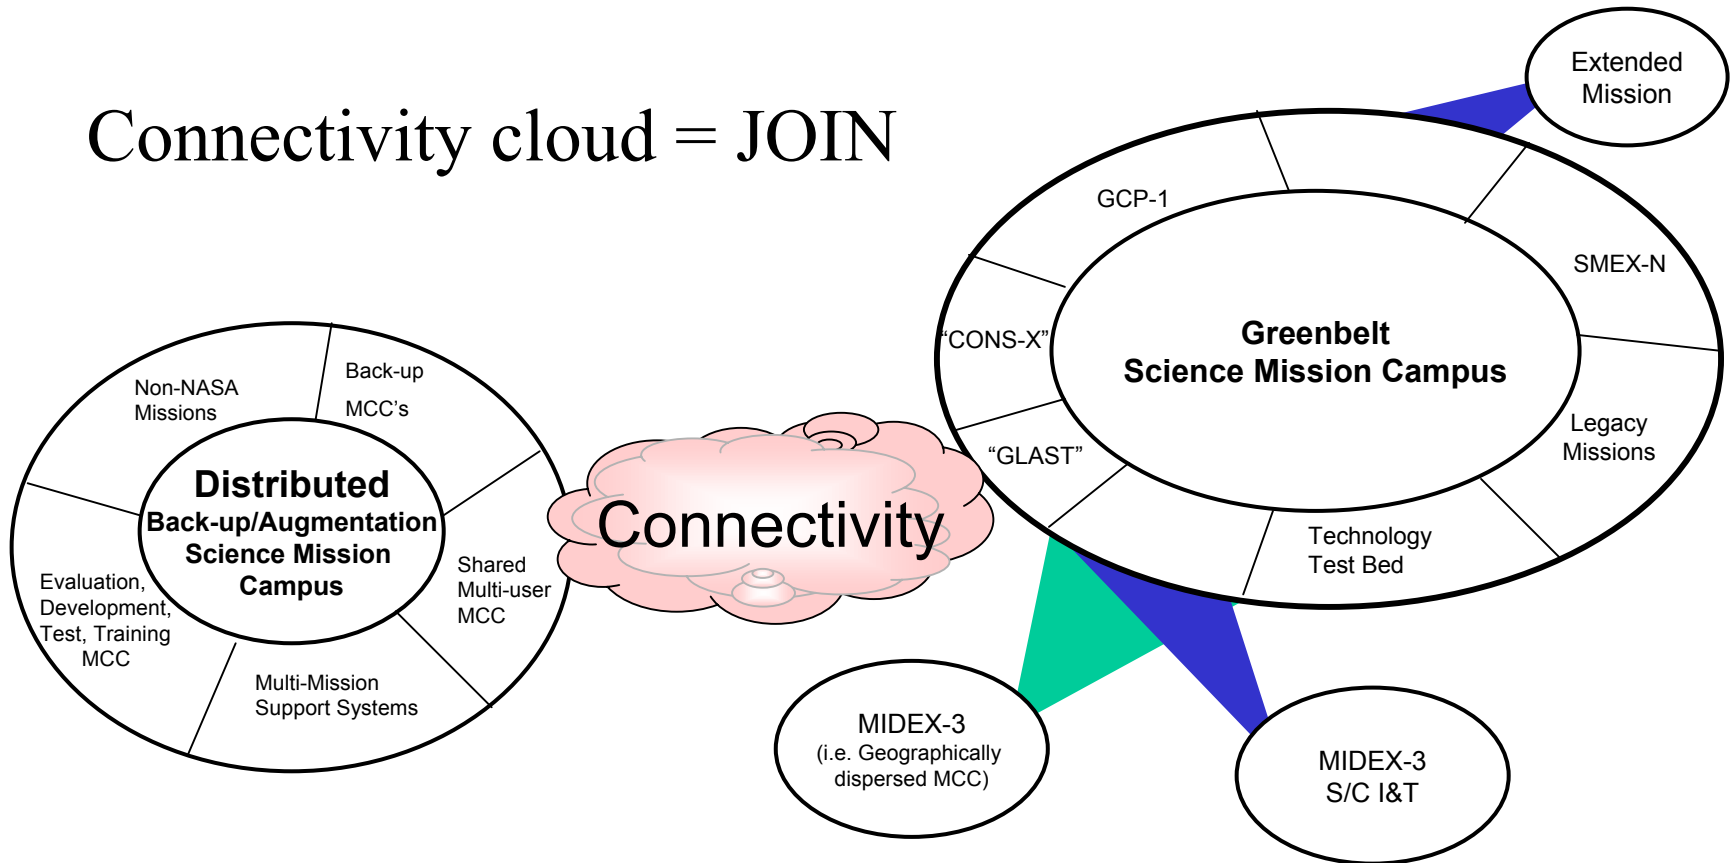 Connectivity cloud = JOIN
Extended
Mission
GCP-1
SMEX-N
“CONS-X”
Greenbelt
Science Mission Campus
“GLAST”
Legacy
Missions
Technology
Test Bed
Non-NASA
Missions
Back-up
MCC's
Distributed
Back-up/Augmentation
Science Mission
Campus
Evaluation,
Development,
Test, Training
MCC
Shared
Multi-user
MCC
Multi-Mission
Support Systems
Connectivity
MIDEX-3
(i.e. Geographically
dispersed MCC)
MIDEX-3
S/C I&T